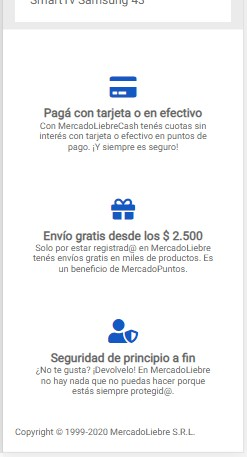 SmartTV Samsung 43
Pagá con tarjeta o en efectivo
Con MercadoLiebreCash tenés cuotas sin
interés con tarjeta o efectivo en puntos de
pago. ¡Y siempre es seguro!
Envío gratis desde los $ 2.500
Solo por estar registrad@ en MercadoLiebre
tenés envíos gratis en miles de productos. Es
un beneficio de MercadoPuntos.
Seguridad de principio a fin
¿No te gusta? ¡Devolvelo! En MercadoLiebre
no hay nada que no puedas hacer porque
estás siempre protegid@.
Copyright © 1999-2020 MercadoLiebre S.R.L.